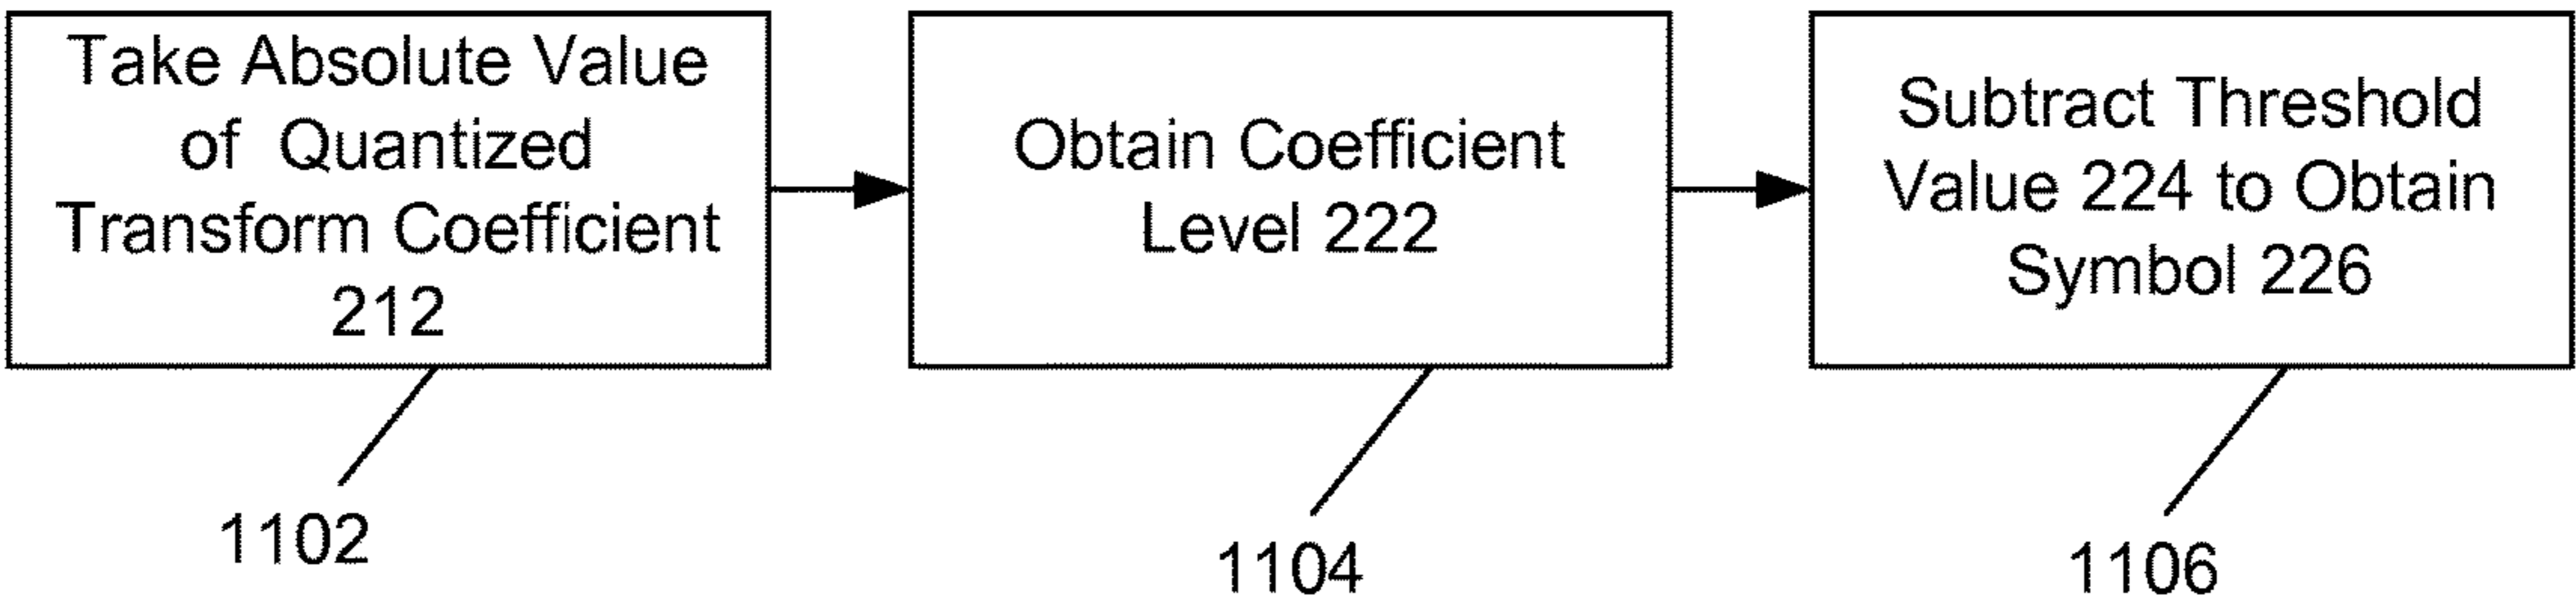 Take Absolute Value
of Quantized
Transform Coefficient
212
Obtain Coefficient
Level 222
Subtract Threshold
Value 224 to Obtain
Symbol 226
1102
1104
1106